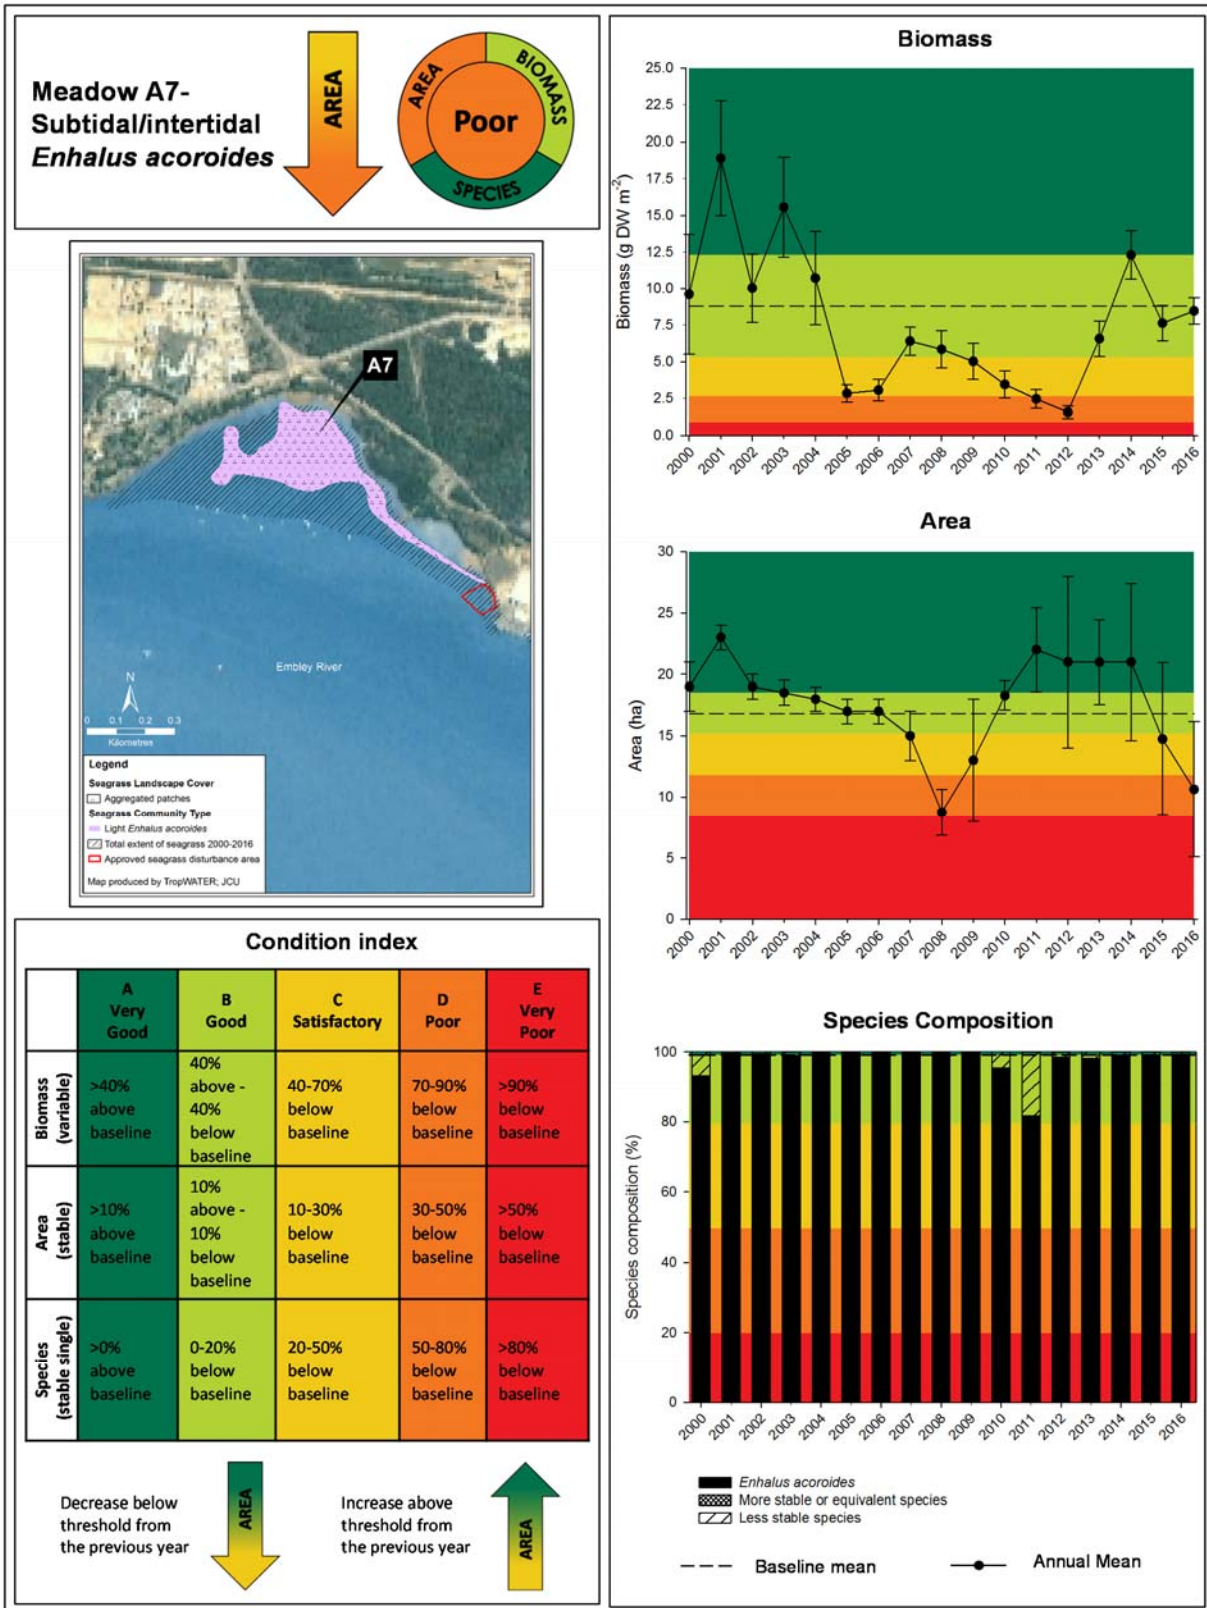 Meadow A7-
Subtidal/intertidal
Enhalus acoroides
AREA
AREA
BIOMASS
SPECIES
Poor
A7
Embley River
N
0 0.1 0.2 0.3
Kilometres
Legend
Seagrass Landscape Cover
Aggregated patches
Seagrass Community Type
Light Enhalus acoroides
Total extent of seagrass 2000-2016
Approved seagrass disturbance area
Map produced by TropWATER; JCU
Condition index
A
Very
Good
B
Good
C
Satisfactory
D
Poor
E
Very
Poor
Biomass
(variable)
>40%
above
baseline
40%
above -
40%
below
baseline
40-70%
below
baseline
70-90%
below
baseline
>90%
below
baseline
Area
(stable)
>10%
above
baseline
10%
above -
10%
below
baseline
10-30%
below
baseline
30-50%
below
baseline
>50%
below
baseline
Species
(stable single)
>0%
above
baseline
0-20%
below
baseline
20-50%
below
baseline
50-80%
below
baseline
>80%
below
baseline
Decrease below
threshold from
the previous year
AREA
Increase above
threshold from
the previous year
AREA
Biomass
Biomass (g DW m-2)
25.0
22.5
20.0
17.5
15.0
12.5
10.0
7.5
5.0
2.5
0.0
2000 2001 2002 2003 2004 2005 2006 2007 2008 2009 2010 2011 2012 2013 2014 2015 2016
Area
Area (ha)
30
25
20
15
10
5
0
2000 2001 2002 2003 2004 2005 2006 2007 2008 2009 2010 2011 2012 2013 2014 2015 2016
Species Composition
Species composition (%)
100
80
60
40
20
0
2000 2001 2002 2003 2004 2005 2006 2007 2008 2009 2010 2011 2012 2013 2014 2015 2016
Enhalus acoroides
More stable or equivalent species
Less stable species
Baseline mean
Annual Mean